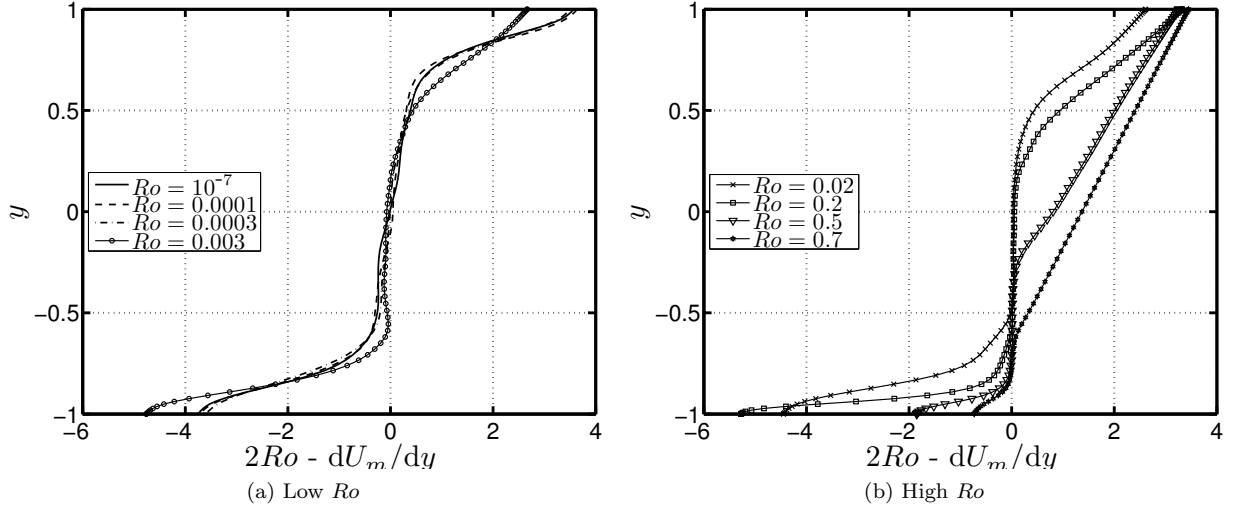 1
0.5
0
−0.5
−1
y
−6 −4 −2 0 2 4
2Ro - dU_m/dy
Ro = 10^-7
Ro = 0.0001
Ro = 0.0003
Ro = 0.003
(a) Low Ro
1
0.5
0
−0.5
−1
y
−6 −4 −2 0 2 4
2Ro - dU_m/dy
Ro = 0.02
Ro = 0.2
Ro = 0.5
Ro = 0.7
(b) High Ro